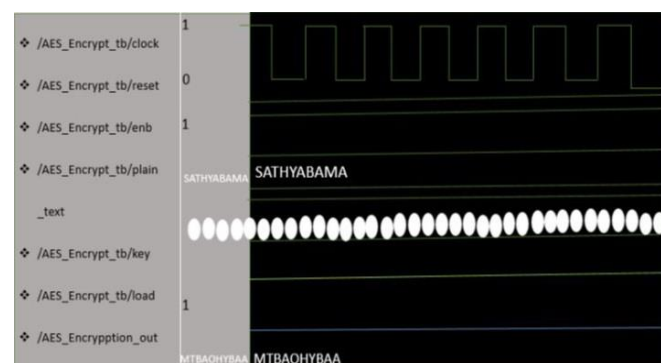 1
❖ /AES_Encrypt_tb/clock
❖ /AES_Encrypt_tb/reset 0
❖ /AES_Encrypt_tb/enb 1
❖ /AES_Encrypt_tb/plain SATHYABAMA SATHYABAMA
_text
❖ /AES_Encrypt_tb/key
❖ /AES_Encrypt_tb/load 1
❖ /AES_Encrypption_out
MTBAOHYBAA MTBAOHYBAA